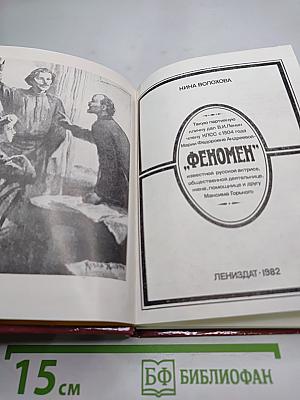 НИНА ВОЛОХОВА
Такую партийную
кличку дал В.И.Ленин
члену КПСС с 1904 года
Марии Федоровне Андреевой-
„ФЕНОМЕН"
известной русской актрисе,
общественной деятельнице,
жене, помощнице и другу
Максима Горького
ЛЕНИЗДАТ·1982
15 см
БФ БИБЛИОФАН